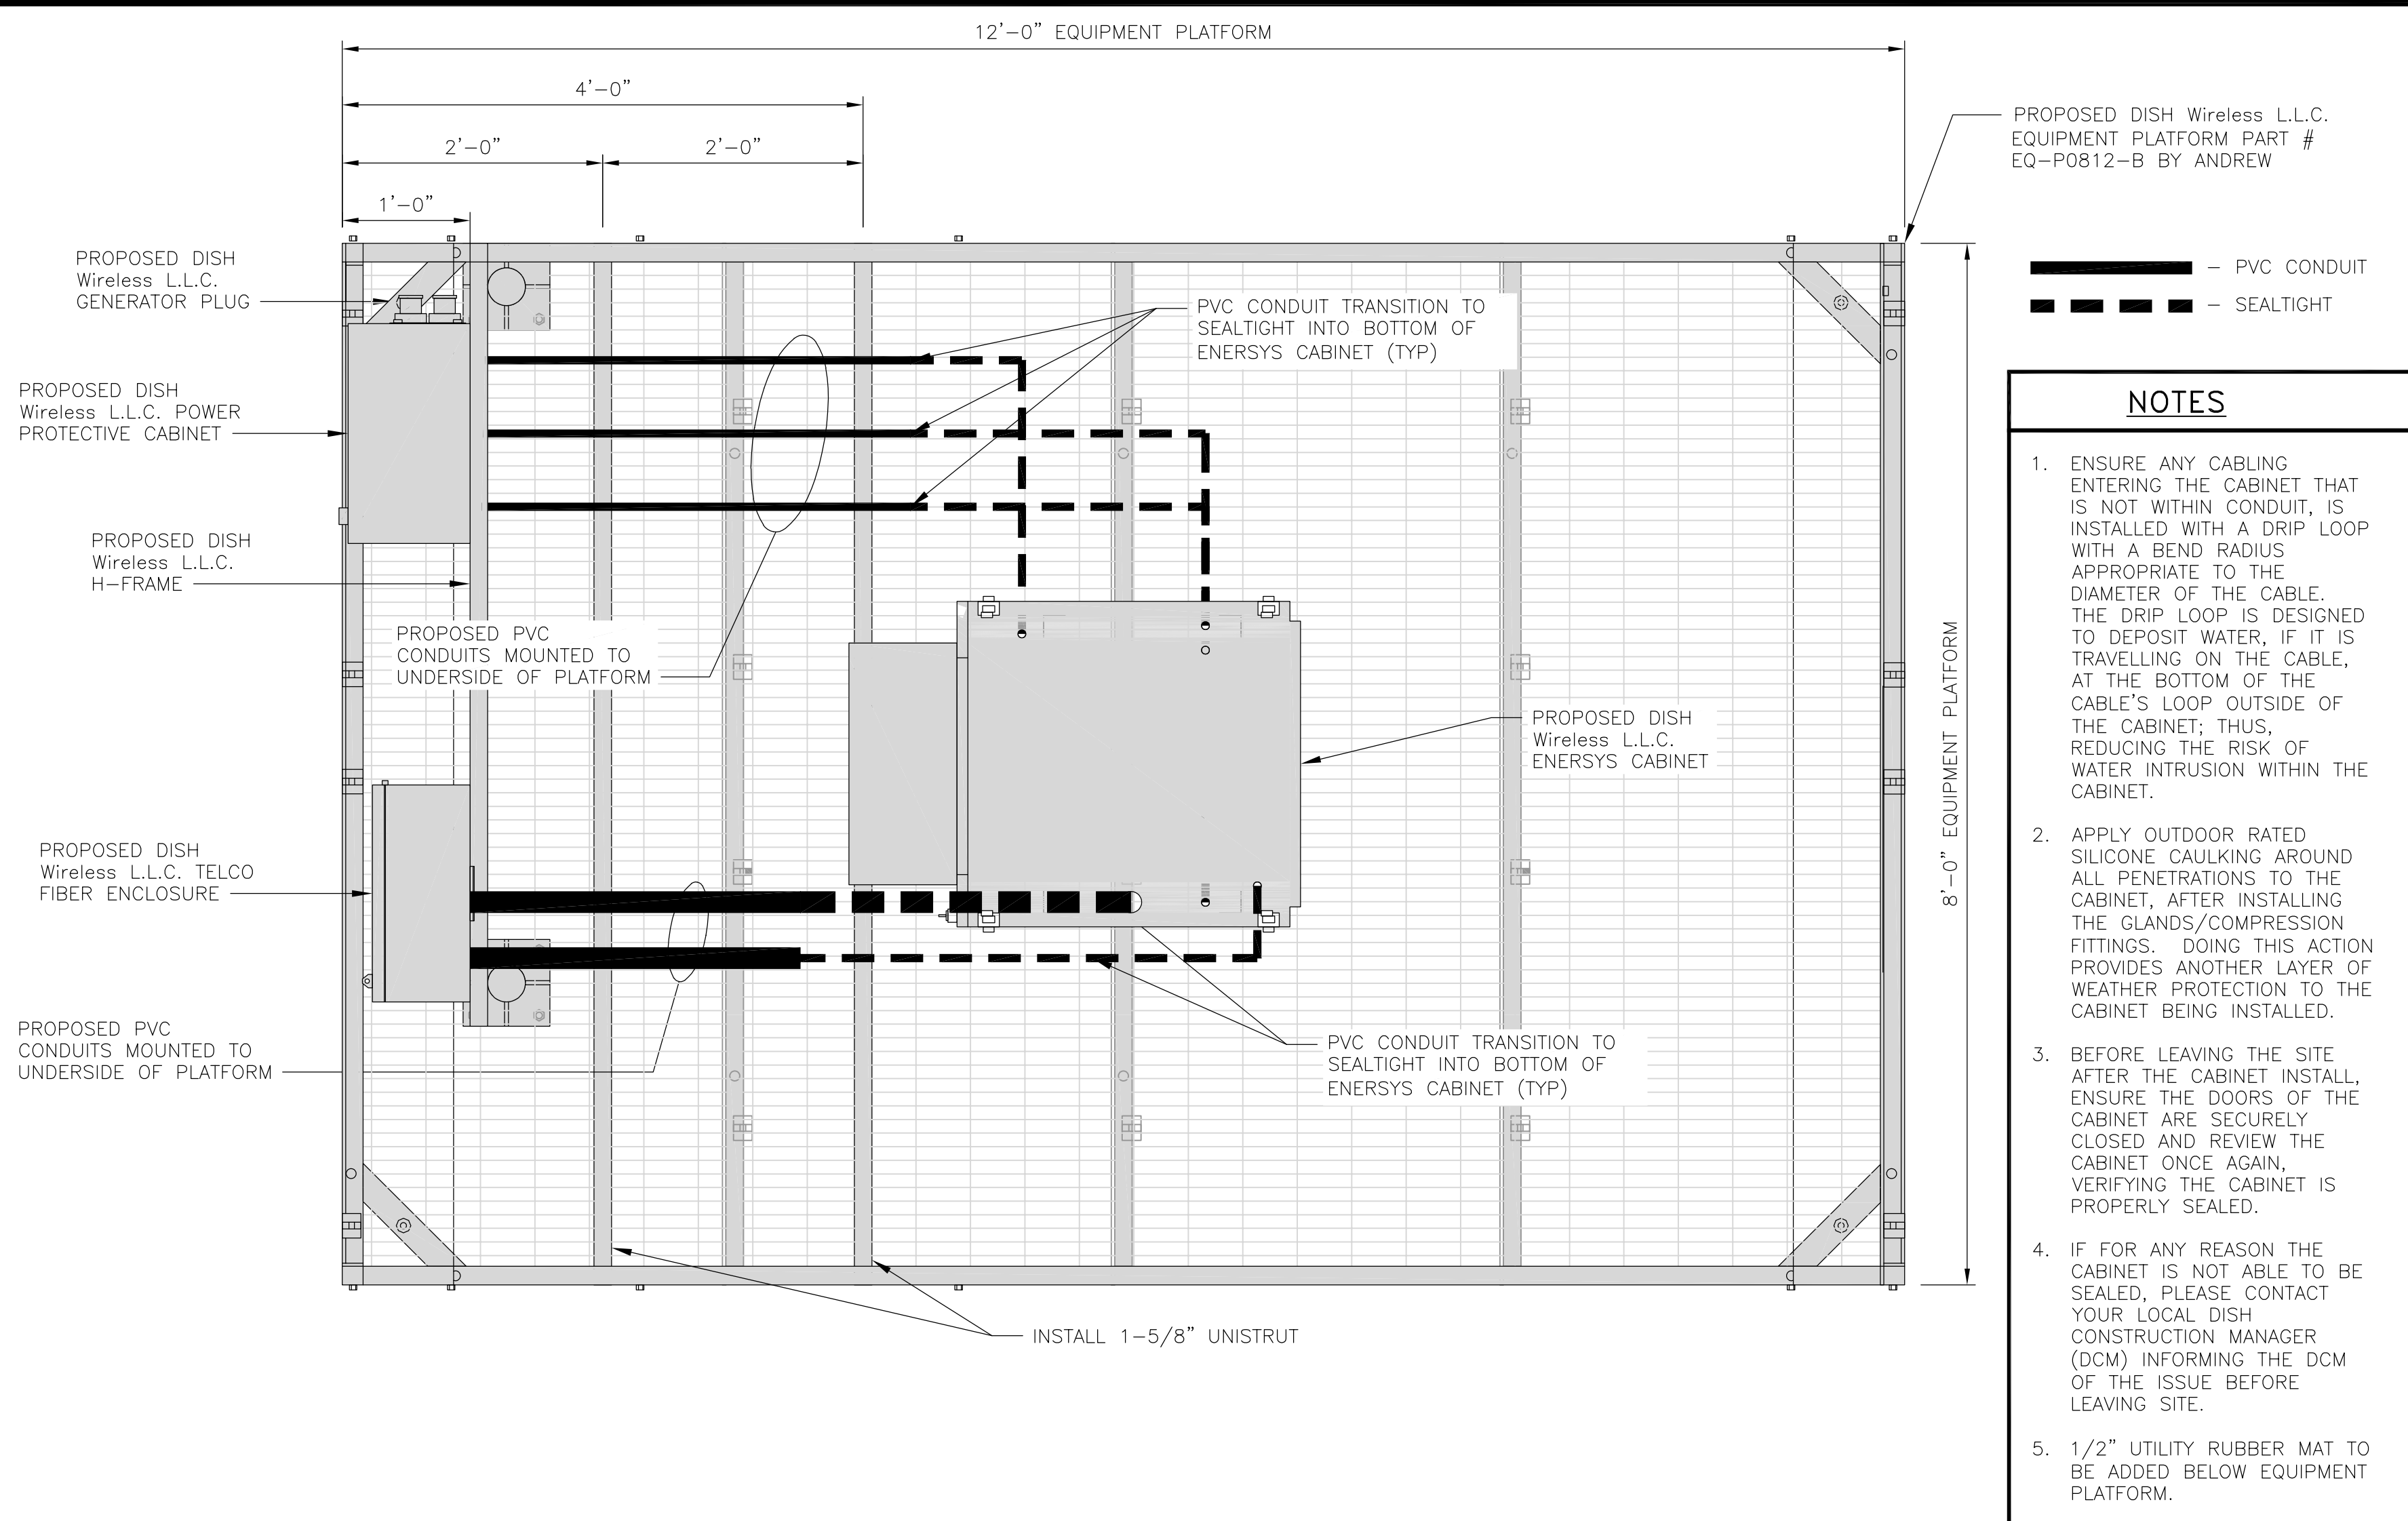 12'-0" EQUIPMENT PLATFORM
4'-0"
2'-0"
2'-0"
1'-0"
PROPOSED DISH Wireless L.L.C.
EQUIPMENT PLATFORM PART #
EQ-P0812-B BY ANDREW
- PVC CONDUIT
- SEALTIGHT
PROPOSED DISH
Wireless L.L.C.
GENERATOR PLUG
PVC CONDUIT TRANSITION TO
SEALTIGHT INTO BOTTOM OF
ENERSYS CABINET (TYP)
PROPOSED DISH
Wireless L.L.C. POWER
PROTECTIVE CABINET
PROPOSED DISH
Wireless L.L.C.
H-FRAME
PROPOSED PVC
CONDUITS MOUNTED TO
UNDERSIDE OF PLATFORM
PROPOSED DISH
Wireless L.L.C.
ENERSYS CABINET
8'-0" EQUIPMENT PLATFORM
PROPOSED DISH
Wireless L.L.C. TELCO
FIBER ENCLOSURE
PROPOSED PVC
CONDUITS MOUNTED TO
UNDERSIDE OF PLATFORM
PVC CONDUIT TRANSITION TO
SEALTIGHT INTO BOTTOM OF
ENERSYS CABINET (TYP)
INSTALL 1-5/8" UNISTRUT
NOTES
1. ENSURE ANY CABLING
ENTERING THE CABINET THAT
IS NOT WITHIN CONDUIT, IS
INSTALLED WITH A DRIP LOOP
WITH A BEND RADIUS
APPROPRIATE TO THE
DIAMETER OF THE CABLE.
THE DRIP LOOP IS DESIGNED
TO DEPOSIT WATER, IF IT IS
TRAVELLING ON THE CABLE,
AT THE BOTTOM OF THE
CABLE'S LOOP OUTSIDE OF
THE CABINET; THUS,
REDUCING THE RISK OF
WATER INTRUSION WITHIN THE
CABINET.
2. APPLY OUTDOOR RATED
SILICONE CAULKING AROUND
ALL PENETRATIONS TO THE
CABINET, AFTER INSTALLING
THE GLANDS/COMPRESSION
FITTINGS. DOING THIS ACTION
PROVIDES ANOTHER LAYER OF
WEATHER PROTECTION TO THE
CABINET BEING INSTALLED.
3. BEFORE LEAVING THE SITE
AFTER THE CABINET INSTALL,
ENSURE THE DOORS OF THE
CABINET ARE SECURELY
CLOSED AND REVIEW THE
CABINET ONCE AGAIN,
VERIFYING THE CABINET IS
PROPERLY SEALED.
4. IF FOR ANY REASON THE
CABINET IS NOT ABLE TO BE
SEALED, PLEASE CONTACT
YOUR LOCAL DISH
CONSTRUCTION MANAGER
(DCM) INFORMING THE DCM
OF THE ISSUE BEFORE
LEAVING SITE.
5. 1/2" UTILITY RUBBER MAT TO
BE ADDED BELOW EQUIPMENT
PLATFORM.